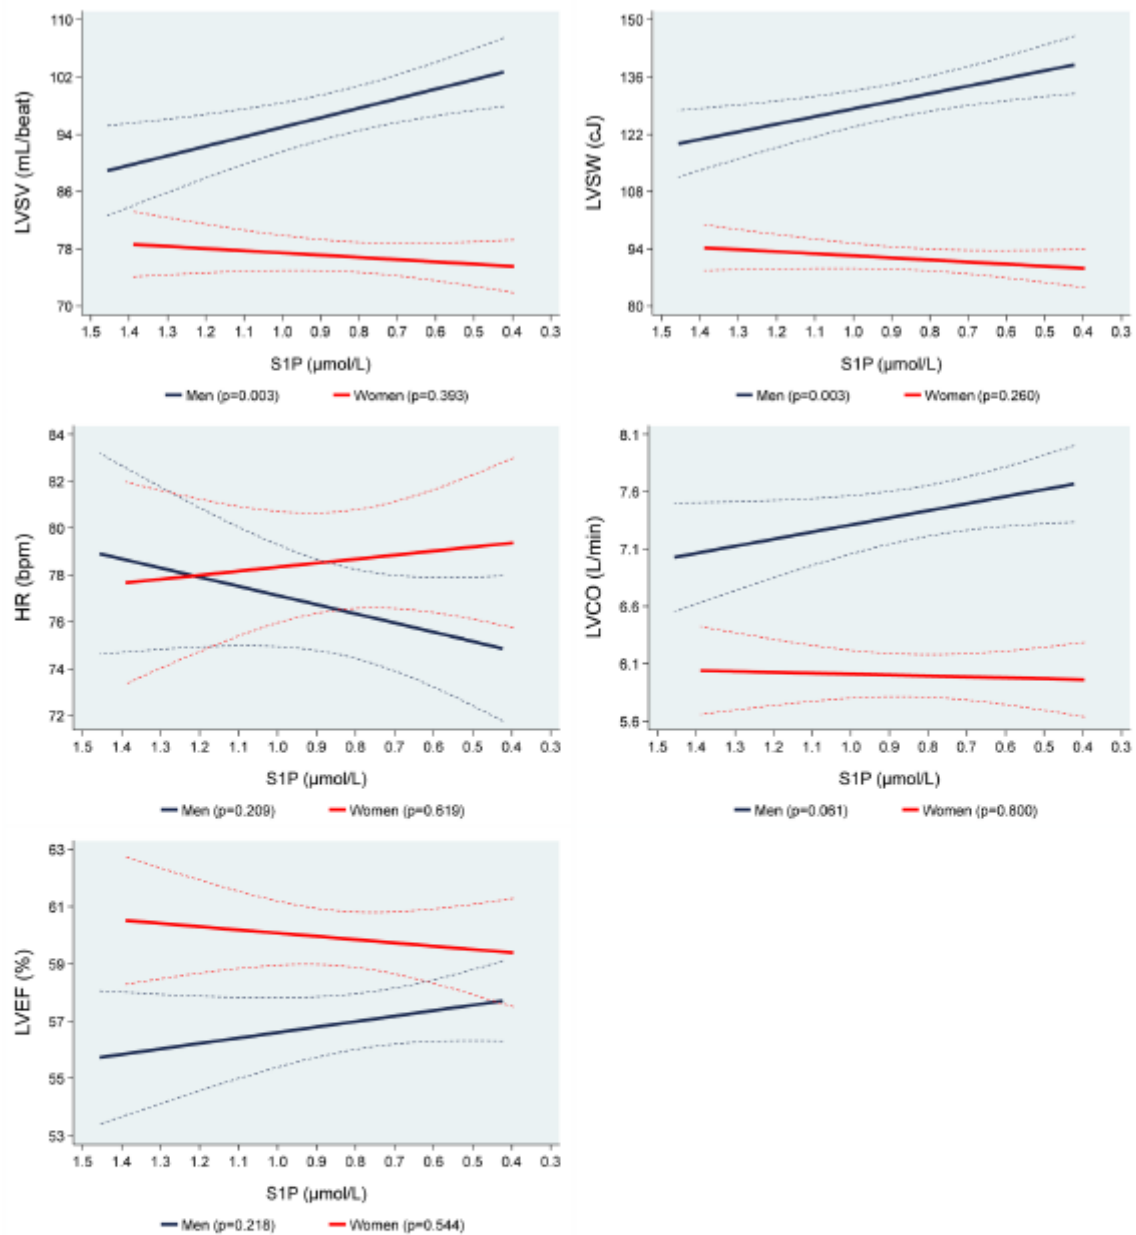 110
102
94
86
78
70
LVSV (mL/beat)
1.5 1.4 1.3 1.2 1.1 1.0 0.9 0.8 0.7 0.6 0.5 0.4 0.3
S1P (μmol/L)
Men (p=0.003) Women (p=0.393)
150
136
122
108
94
80
LVSW (cJ)
1.5 1.4 1.3 1.2 1.1 1.0 0.9 0.8 0.7 0.6 0.5 0.4 0.3
S1P (μmol/L)
Men (p=0.003) Women (p=0.260)
84
82
80
78
76
74
72
HR (bpm)
1.5 1.4 1.3 1.2 1.1 1.0 0.9 0.8 0.7 0.6 0.5 0.4 0.3
S1P (μmol/L)
Men (p=0.209) Women (p=0.619)
8.1
7.6
7.1
6.6
6.1
5.6
LVCO (L/min)
1.5 1.4 1.3 1.2 1.1 1.0 0.9 0.8 0.7 0.6 0.5 0.4 0.3
S1P (μmol/L)
Men (p=0.061) Women (p=0.800)
63
61
59
57
55
53
LVEF (%)
1.5 1.4 1.3 1.2 1.1 1.0 0.9 0.8 0.7 0.6 0.5 0.4 0.3
S1P (μmol/L)
Men (p=0.218) Women (p=0.544)